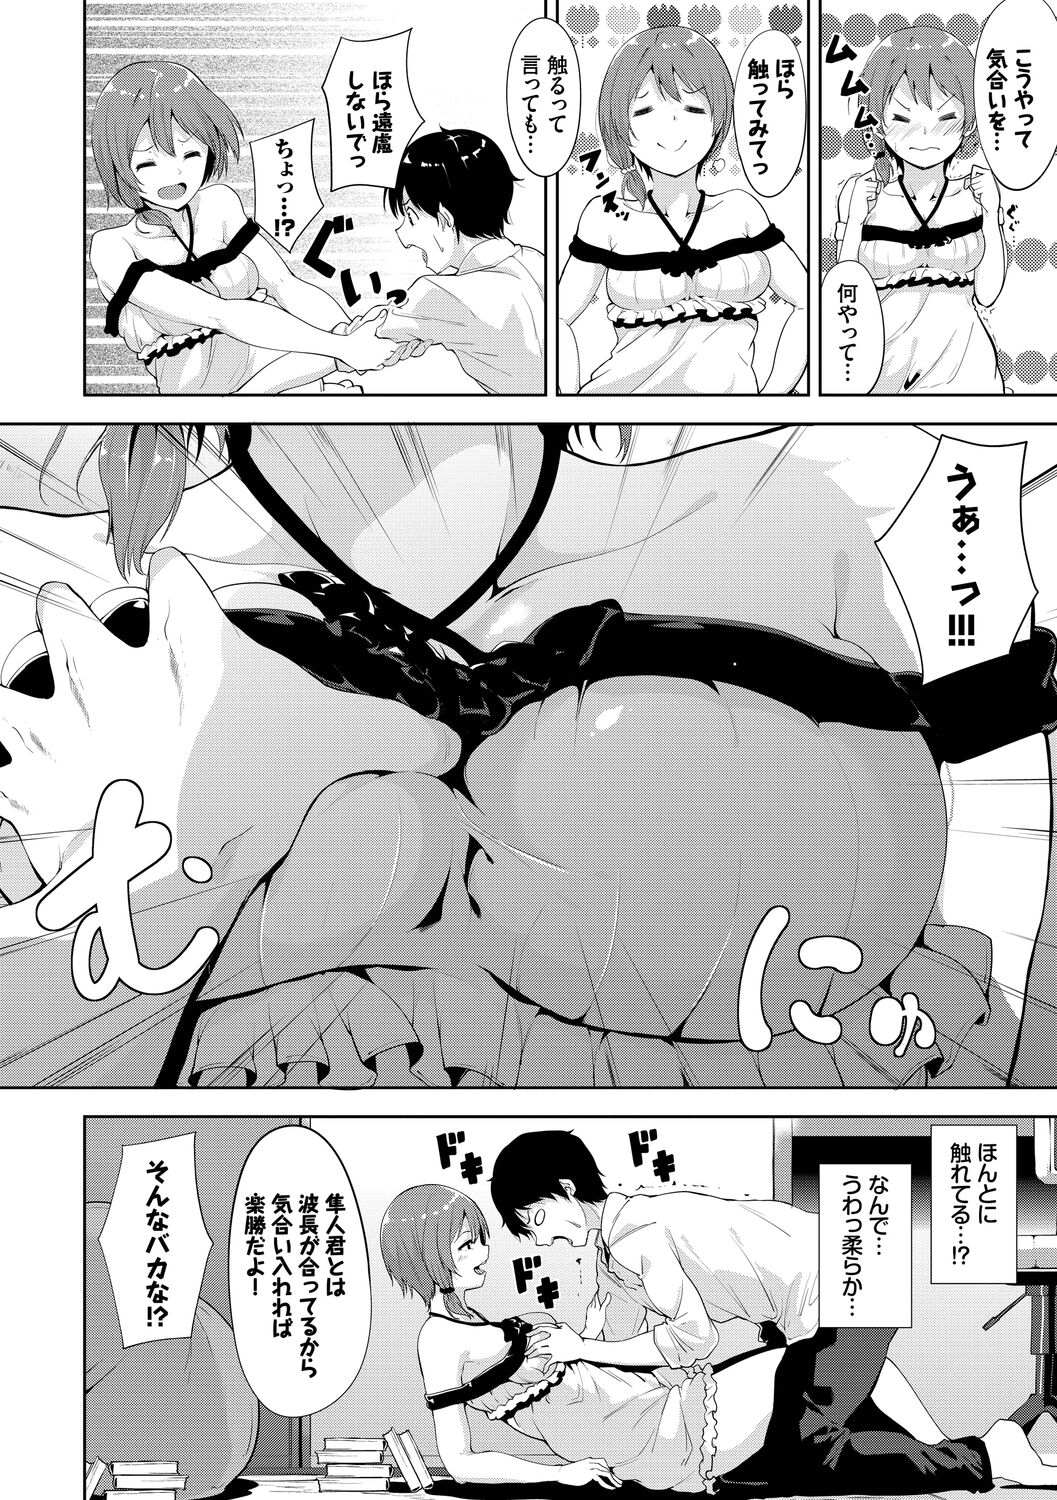 こうやって
気合いを…
ムムムム…
ぐぐ…
何やって…
ほら
触ってみてっ
フンスッ
触るって
言っても…
ほら遠慮
しないでっ
ちょっ…!?
ぐいっ
うぁ…っ!!!
むにゅ
ほんとに
触れてる…!?
なんで…
うわっ柔らか…
ドキ
ドキ
ドキ
隼人君とは
波長が合ってるから
気合い入れれば
楽勝だよ！
そんなバカな!?